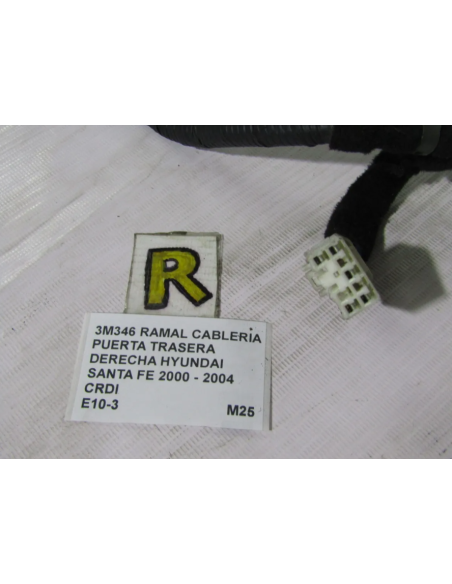 R
3M346 RAMAL CABLERIA
PUERTA TRASERA
DERECHA HYUNDAI
SANTA FE 2000 - 2004
CRDI
E10-3 M25